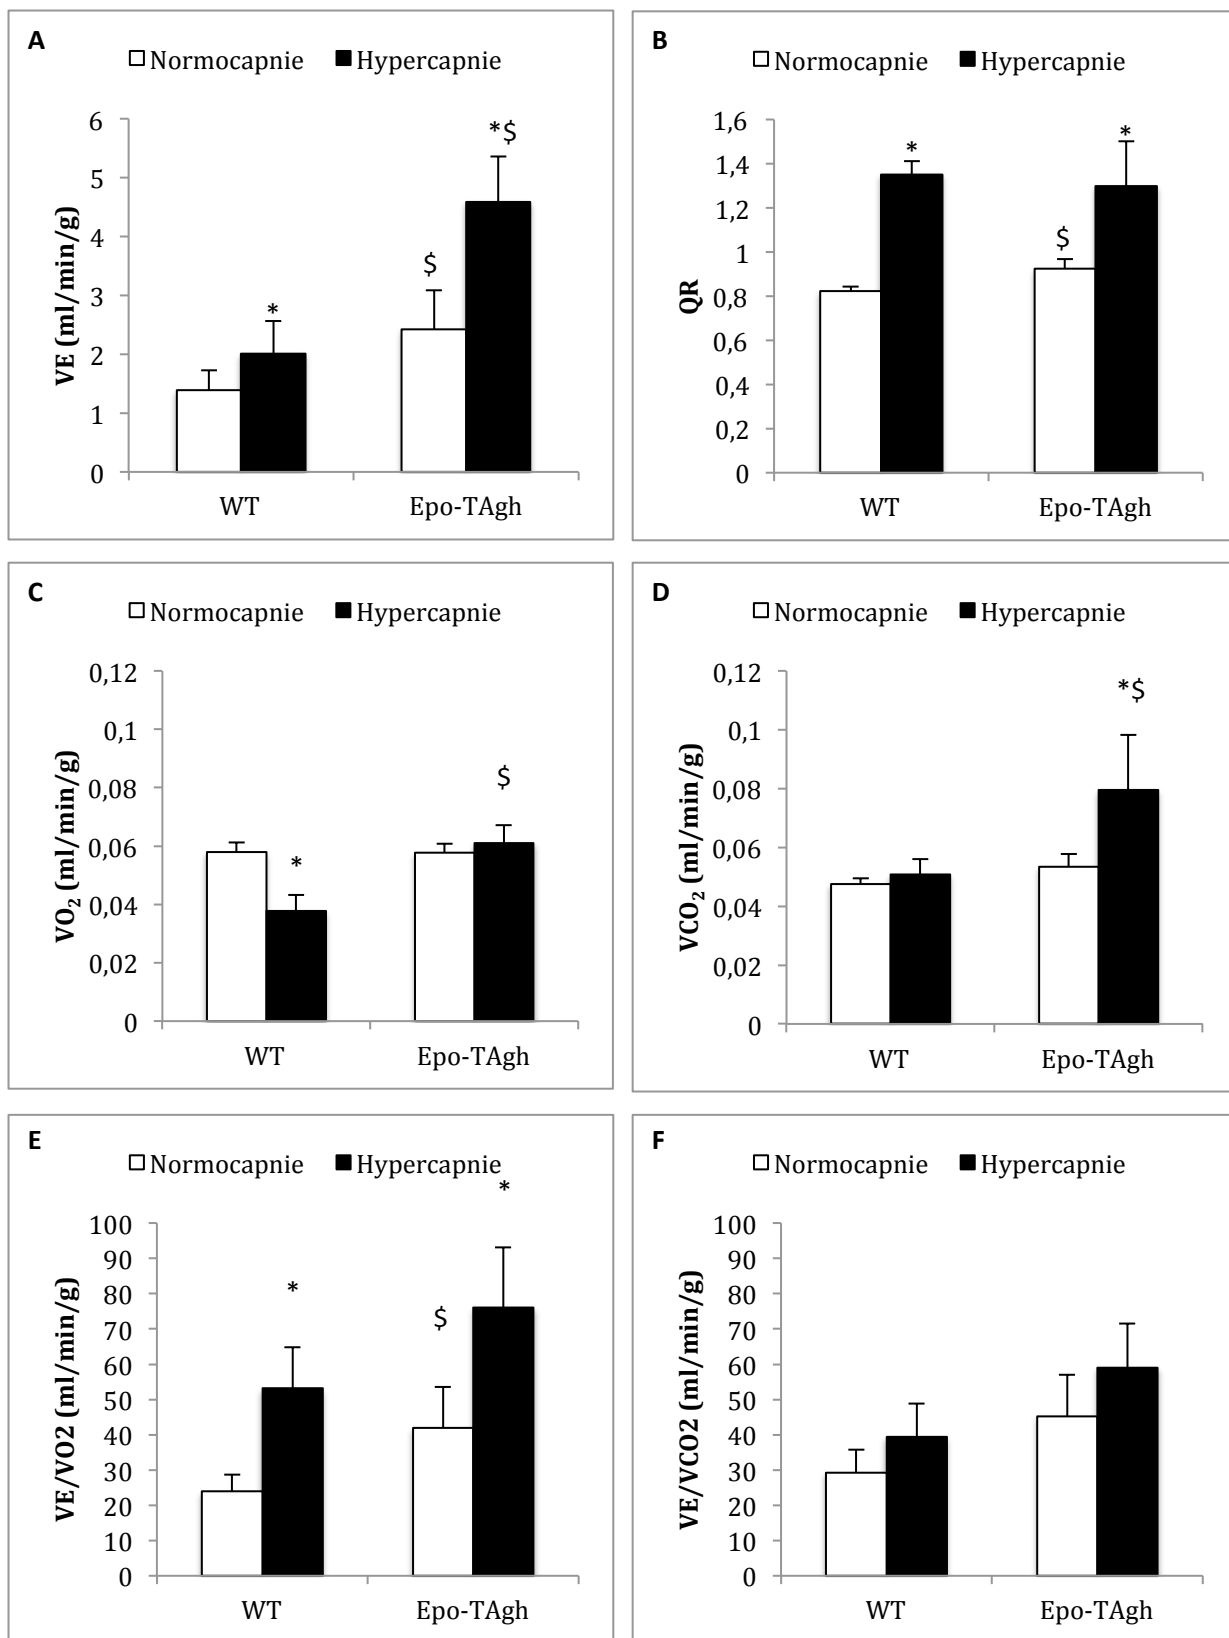 A
Normocapnie Hypercapnie
VE (ml/min/g)
6
5
4
3
2
1
0
*
$
*$
WT Epo-TAgh
B
Normocapnie Hypercapnie
QR
1,6
1,4
1,2
1
0,8
0,6
0,4
0,2
0
*
$
*
WT Epo-TAgh
C
Normocapnie Hypercapnie
VO₂ (ml/min/g)
0,12
0,1
0,08
0,06
0,04
0,02
0
*
$
WT Epo-TAgh
D
Normocapnie Hypercapnie
VCO₂ (ml/min/g)
0,12
0,1
0,08
0,06
0,04
0,02
0
*$
WT Epo-TAgh
E
Normocapnie Hypercapnie
VE/VO2 (ml/min/g)
100
90
80
70
60
50
40
30
20
10
0
*
$
*
WT Epo-TAgh
F
Normocapnie Hypercapnie
VE/VCO2 (ml/min/g)
100
90
80
70
60
50
40
30
20
10
0
WT Epo-TAgh